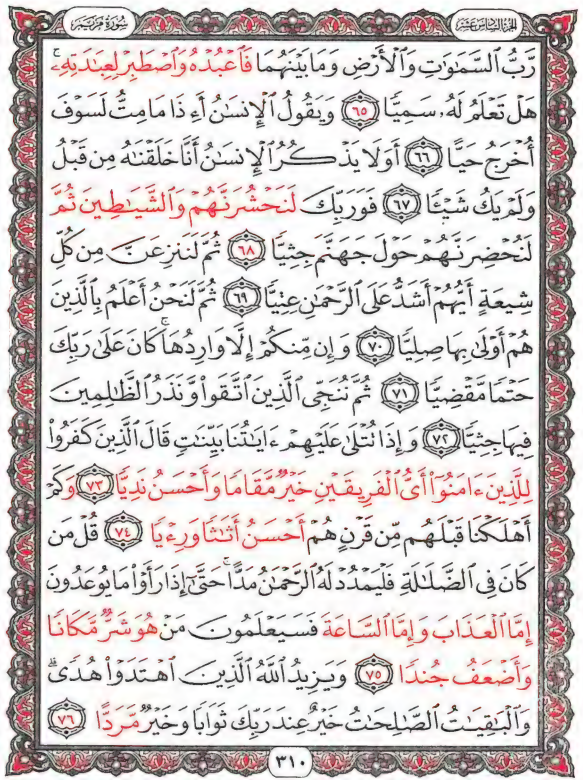 سورة مريم الجزء السادس عشر
رَّبُّ السَّمَٰوَٰتِ وَالْأَرْضِ وَمَا بَيْنَهُمَا فَاعْبُدْهُ وَاصْطَبِرْ لِعِبَٰدَتِهِۦ ۚ
هَلْ تَعْلَمُ لَهُۥ سَمِيًّا ٦٥ وَيَقُولُ الْإِنسَٰنُ أَءِذَا مَا مِتُّ لَسَوْفَ
أُخْرَجُ حَيًّا ٦٦ أَوَلَا يَذْكُرُ الْإِنسَٰنُ أَنَّا خَلَقْنَٰهُ مِن قَبْلُ
وَلَمْ يَكُ شَيْـًٔا ٦٧ فَوَرَبِّكَ لَنَحْشُرَنَّهُمْ وَالشَّيَٰطِينَ ثُمَّ
لَنُحْضِرَنَّهُمْ حَوْلَ جَهَنَّمَ جِثِيًّا ٦٨ ثُمَّ لَنَنزِعَنَّ مِن كُلِّ
شِيعَةٍ أَيُّهُمْ أَشَدُّ عَلَى الرَّحْمَٰنِ عِتِيًّا ٦٩ ثُمَّ لَنَحْنُ أَعْلَمُ بِالَّذِينَ
هُمْ أَوْلَىٰ بِهَا صِلِيًّا ٧٠ وَإِن مِّنكُمْ إِلَّا وَارِدُهَا ۚ كَانَ عَلَىٰ رَبِّكَ
حَتْمًا مَّقْضِيًّا ٧١ ثُمَّ نُنَجِّى الَّذِينَ اتَّقَوا۟ وَّنَذَرُ الظَّٰلِمِينَ
فِيهَا جِثِيًّا ٧٢ وَإِذَا تُتْلَىٰ عَلَيْهِمْ ءَايَٰتُنَا بَيِّنَٰتٍ قَالَ الَّذِينَ كَفَرُوا۟
لِلَّذِينَ ءَامَنُوٓا۟ أَىُّ الْفَرِيقَيْنِ خَيْرٌ مَّقَامًا وَأَحْسَنُ نَدِيًّا ٧٣ وَكَمْ
أَهْلَكْنَا قَبْلَهُم مِّن قَرْنٍ هُمْ أَحْسَنُ أَثَٰثًا وَرِءْيًا ٧٤ قُلْ مَن
كَانَ فِى الضَّلَٰلَةِ فَلْيَمْدُدْ لَهُ الرَّحْمَٰنُ مَدًّا ۚ حَتَّىٰٓ إِذَا رَأَوْا۟ مَا يُوعَدُونَ
إِمَّا الْعَذَابَ وَإِمَّا السَّاعَةَ فَسَيَعْلَمُونَ مَنْ هُوَ شَرٌّ مَّكَانًا
وَأَضْعَفُ جُندًا ٧٥ وَيَزِيدُ اللَّهُ الَّذِينَ اهْتَدَوْا۟ هُدًى ۗ
وَالْبَٰقِيَٰتُ الصَّٰلِحَٰتُ خَيْرٌ عِندَ رَبِّكَ ثَوَابًا وَخَيْرٌ مَّرَدًّا ٧٦
٣١٠